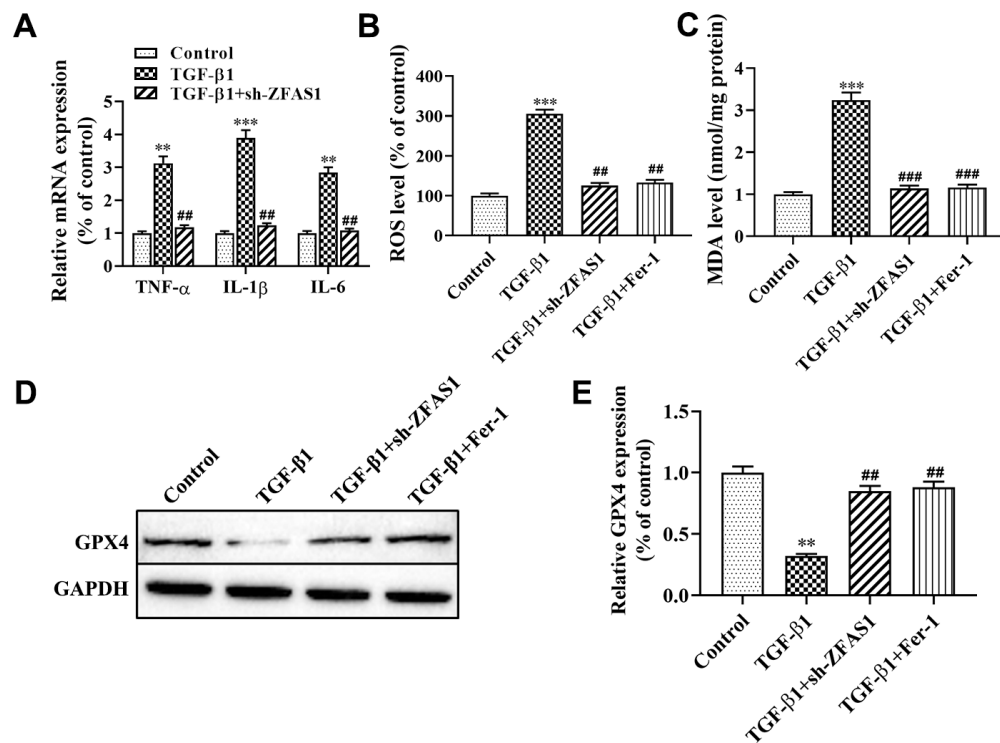 A
Control
TGF-β1
TGF-β1+sh-ZFAS1
Relative mRNA expression
(% of control)
5
4
3
2
1
0
**
##
***
##
**
##
TNF-α
IL-1β
IL-6
B
ROS level (% of control)
400
300
200
100
0
***
##
##
Control
TGF-β1
TGF-β1+sh-ZFAS1
TGF-β1+Fer-1
C
MDA level (nmol/mg protein)
4
3
2
1
0
***
###
###
Control
TGF-β1
TGF-β1+sh-ZFAS1
TGF-β1+Fer-1
D
Control
TGF-β1
TGF-β1+sh-ZFAS1
TGF-β1+Fer-1
GPX4
GAPDH
E
Relative GPX4 expression
(% of control)
1.5
1.0
0.5
0.0
**
##
##
Control
TGF-β1
TGF-β1+sh-ZFAS1
TGF-β1+Fer-1